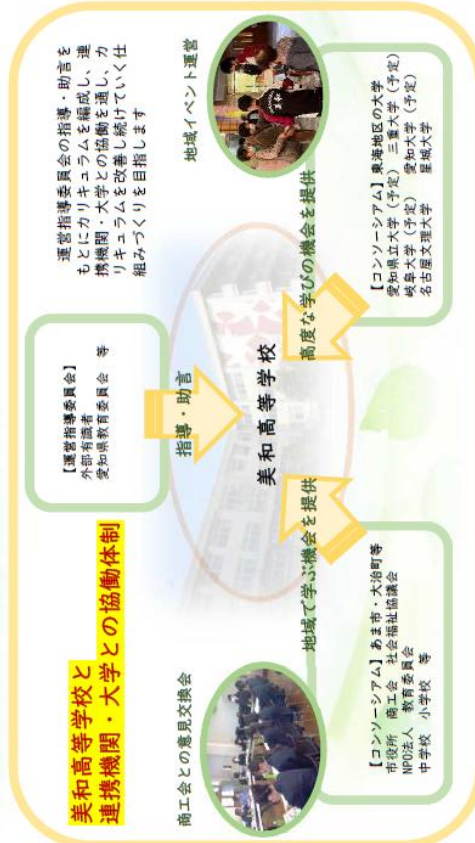 美和高等学校と
連携機関・大学との協働体制
【運営指導委員会】
外部有識者
愛知県教育委員会 等
運営指導委員会の指導・助言を
もとにカリキュラムを編成し、連
携機関・大学との協働を通し、カ
リキュラムを改善し続けていく仕
組みづくりを目指します
商工会との意見交換会
指導・助言
地域イベント運営
美和高等学校
地域で学ぶ機会を提供
高度な学びの機会を提供
【コンソーシアム】あま市・大治町等
市役所 商工会 社会福祉協議会
NPO法人 教育委員会
中学校 小学校 等
【コンソーシアム】東海地区の大学
愛知県立大学(予定) 三重大学(予定)
岐阜大学(予定) 愛知大学(予定)
名古屋文理大学 星城大学